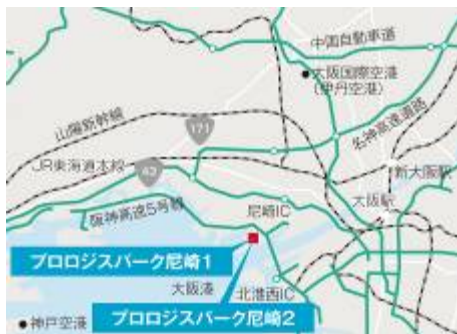 中国自動車道
大阪国際空港
(伊丹空港)
山陽新幹線
171
名神高速道路
JR東海道本線
43
新大阪駅
阪神高速5号線
尼崎IC
大阪駅
プロロジスパーク尼崎1
大阪港
北港西IC
プロロジスパーク尼崎2
神戸空港